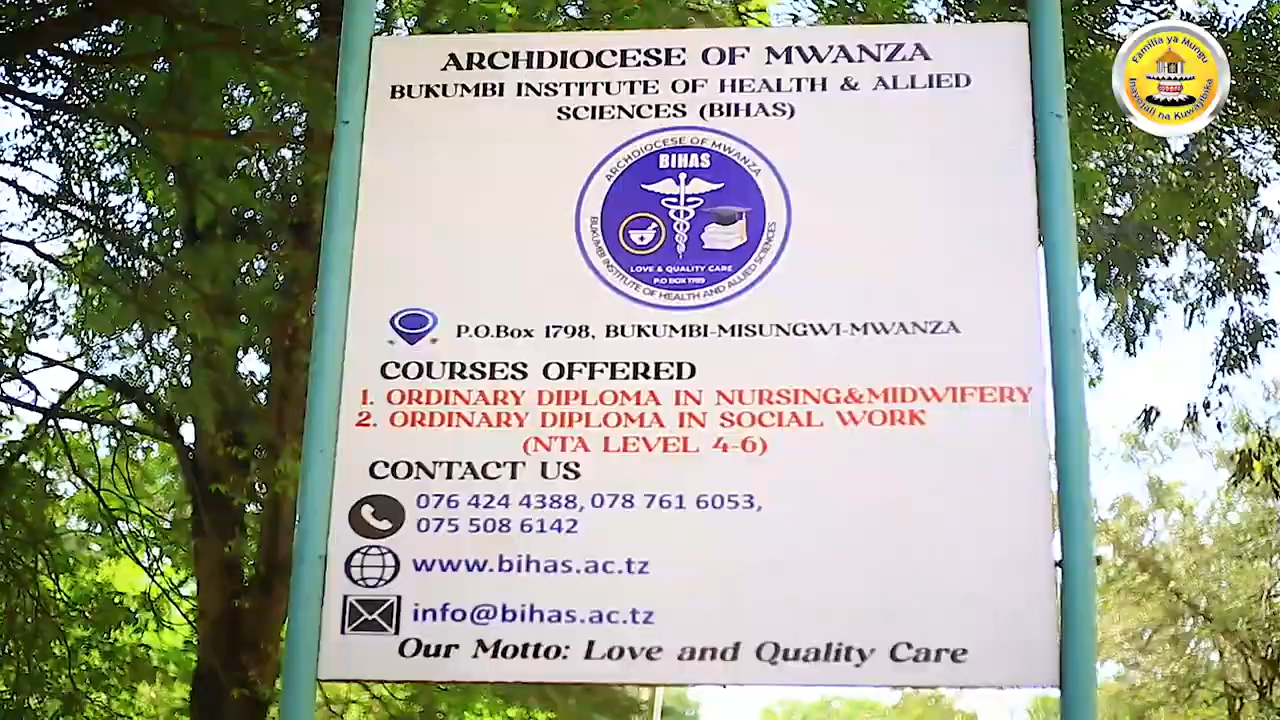 ARCHDIOCESE OF MWANZA
BUKUMBI INSTITUTE OF HEALTH & ALLIED
SCIENCES (BIHAS)
ARCHDIOCESE OF MWANZA
BIHAS
LOVE & QUALITY CARE
P.O BOX 1789
BUKUMBI INSTITUTE OF HEALTH AND ALLIED SCIENCES
P.O.Box 1798, BUKUMBI-MISUNGWI-MWANZA
COURSES OFFERED
1. ORDINARY DIPLOMA IN NURSING&MIDWIFERY
2. ORDINARY DIPLOMA IN SOCIAL WORK
(NTA LEVEL 4-6)
CONTACT US
076 424 4388, 078 761 6053,
075 508 6142
www.bihas.ac.tz
info@bihas.ac.tz
Our Motto: Love and Quality Care
Familia ya Mungu
Inayojali na Kuwajibika